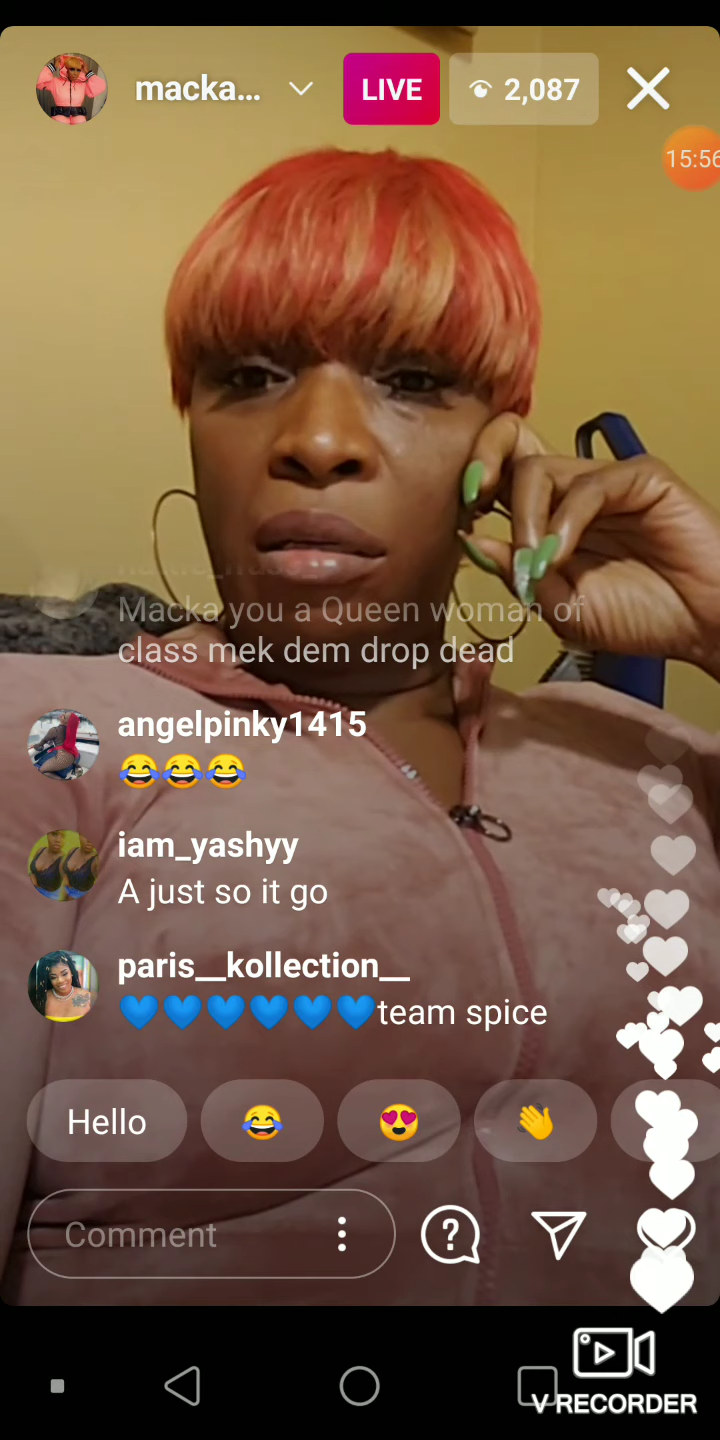 macka...
LIVE
2,087
15:56
Macka you a Queen woman of
class mek dem drop dead
angelpinky1415
😂😂😂
iam_yashyy
A just so it go
paris__kollection__
💙💙💙💙💙💙team spice
Hello
😂
😍
👋
Comment
V RECORDER